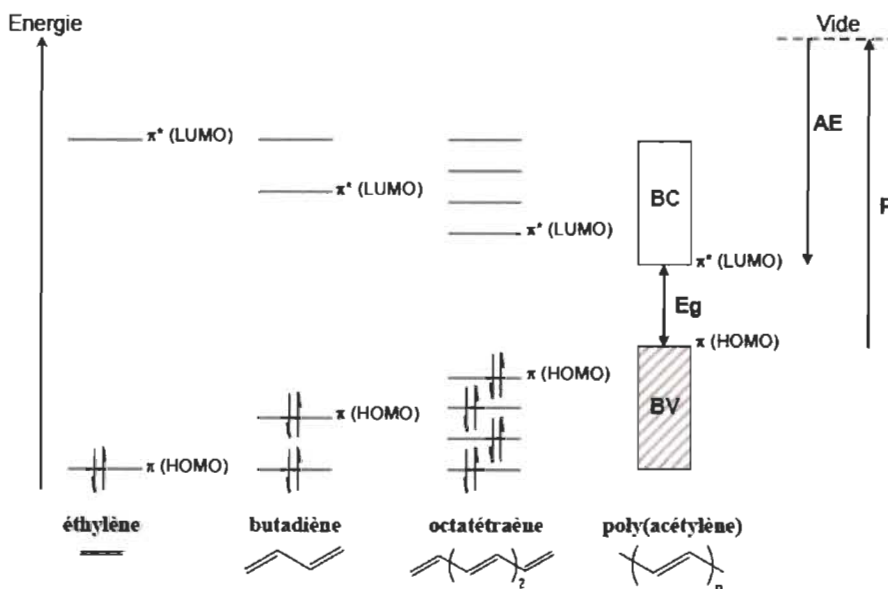 Energie
Vide
π* (LUMO)
π* (LUMO)
π* (LUMO)
π* (LUMO)
BC
AE
Eg
π (HOMO)
π (HOMO)
π (HOMO)
π (HOMO)
BV
éthylène
butadiène
octatétraène
poly(acétylène)
2
n